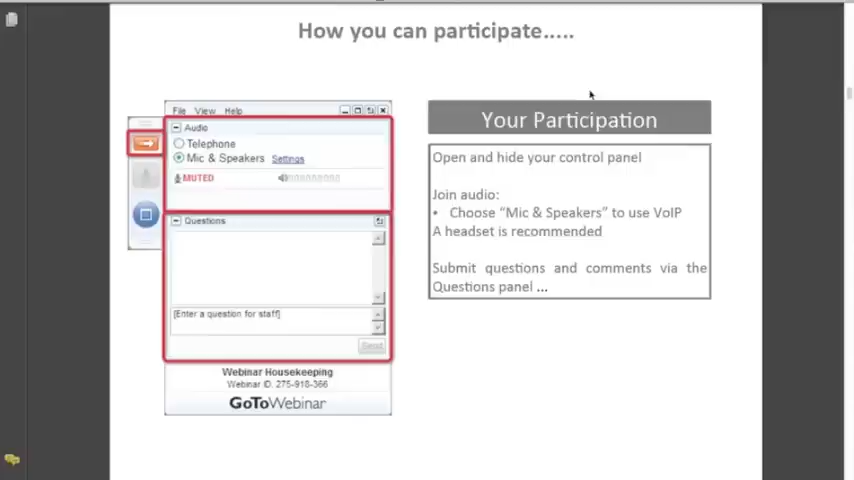 How you can participate.....
File View Help
Audio
Telephone
Mic & Speakers Settings
MUTED
Questions
[Enter a question for staff]
Send
Webinar Housekeeping
Webinar ID: 275-918-366
GoToWebinar
Your Participation
Open and hide your control panel
Join audio:
• Choose “Mic & Speakers” to use VoIP
A headset is recommended
Submit questions and comments via the
Questions panel ...